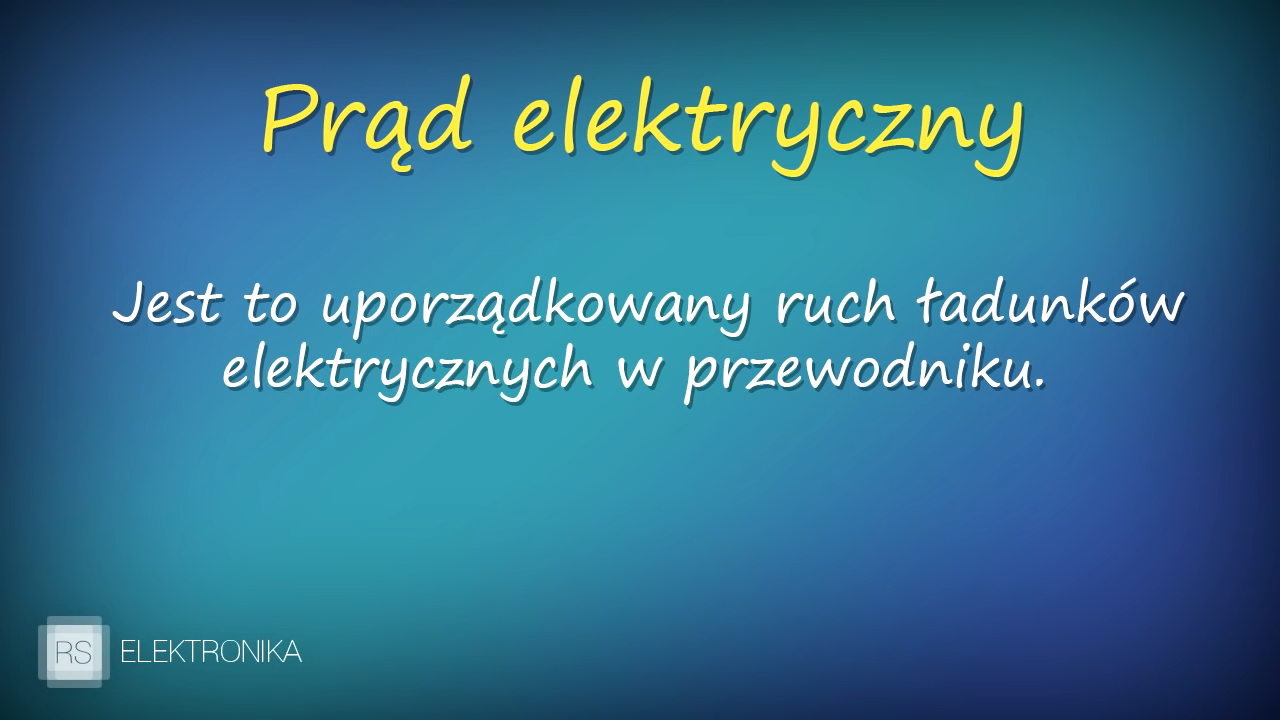 Prąd elektryczny
Jest to uporządkowany ruch ładunków
elektrycznych w przewodniku.
RS ELEKTRONIKA